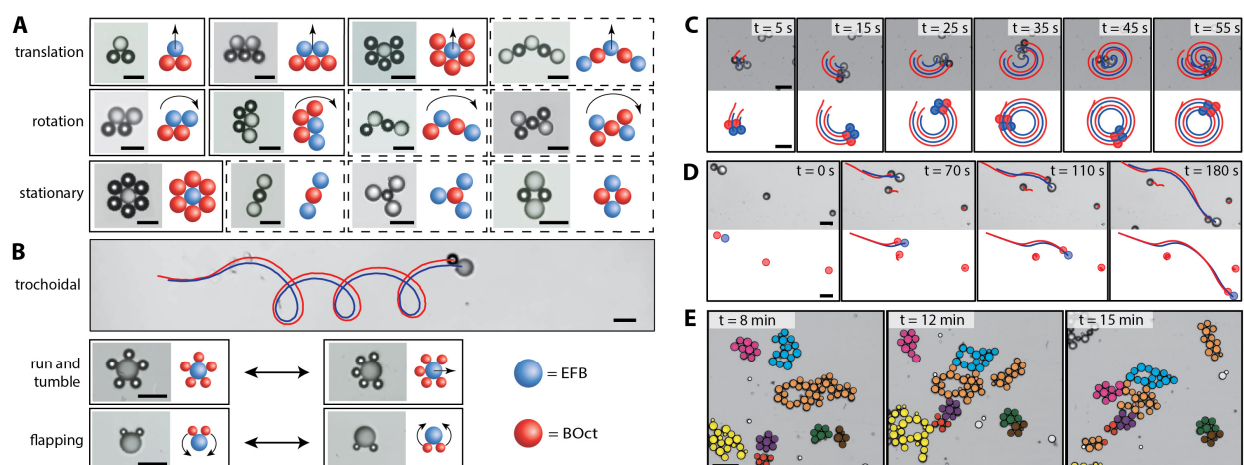 A
translation
rotation
stationary
B
trochoidal
run and
tumble
flapping
= EFB
= BOct
C
t = 5 s
t = 15 s
t = 25 s
t = 35 s
t = 45 s
t = 55 s
D
t = 0 s
t = 70 s
t = 110 s
t = 180 s
E
t = 8 min
t = 12 min
t = 15 min